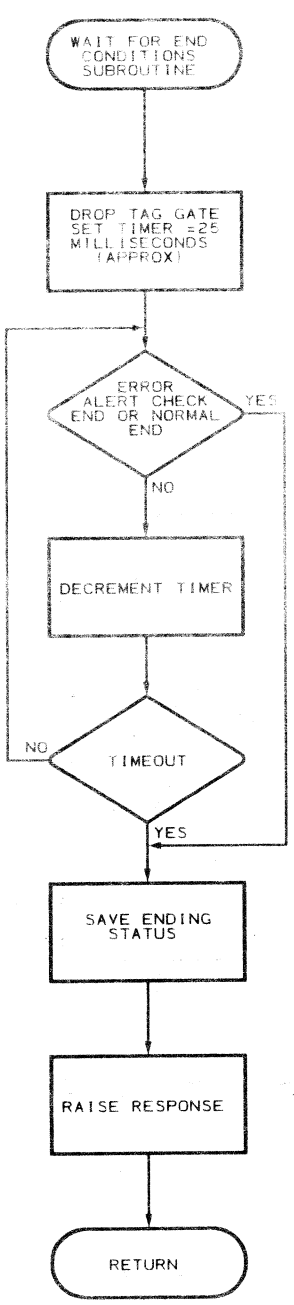 WAIT FOR END
CONDITIONS
SUBROUTINE
DROP TAG GATE
SET TIMER =25
MILLISECONDS
(APPROX)
ERROR
ALERT CHECK
END OR NORMAL
END
YES
NO
DECREMENT TIMER
NO
TIMEOUT
YES
SAVE ENDING
STATUS
RAISE RESPONSE
RETURN